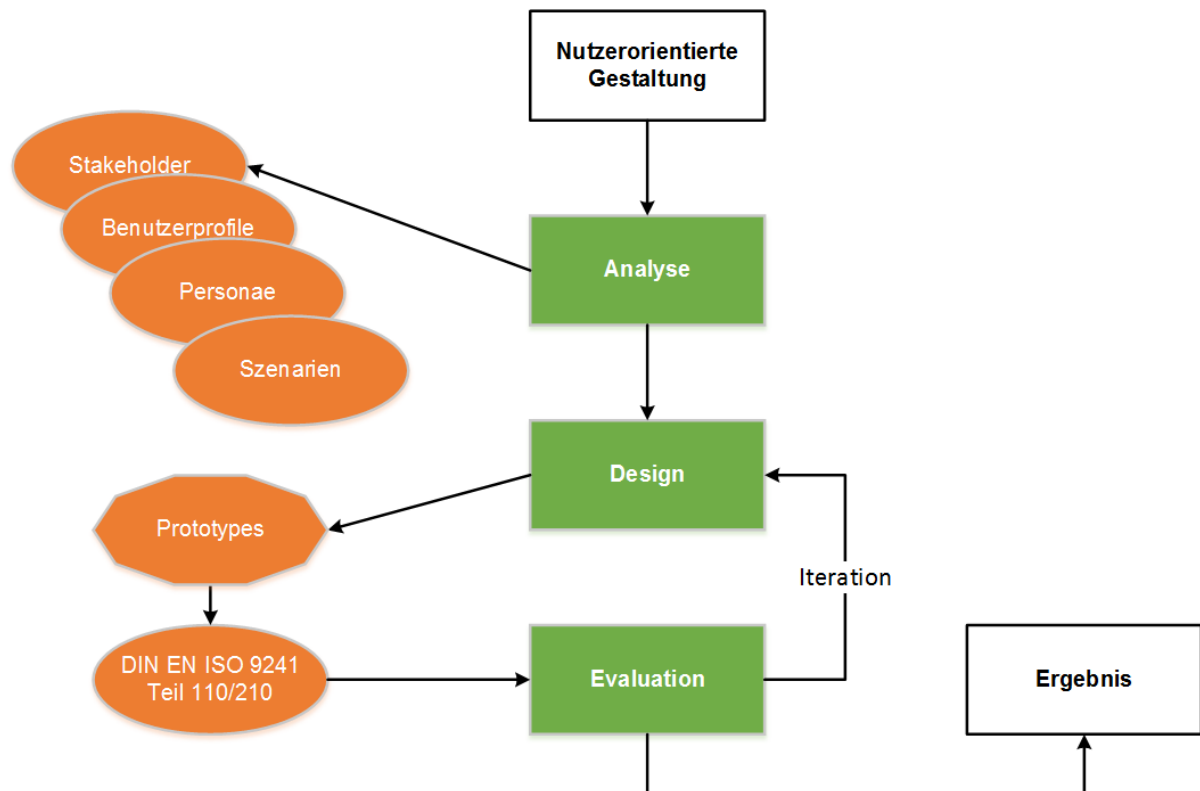 Nutzerorientierte
Gestaltung
Stakeholder
Benutzerprofile
Analyse
Personae
Szenarien
Design
Prototypes
Iteration
DIN EN ISO 9241
Teil 110/210
Evaluation
Ergebnis